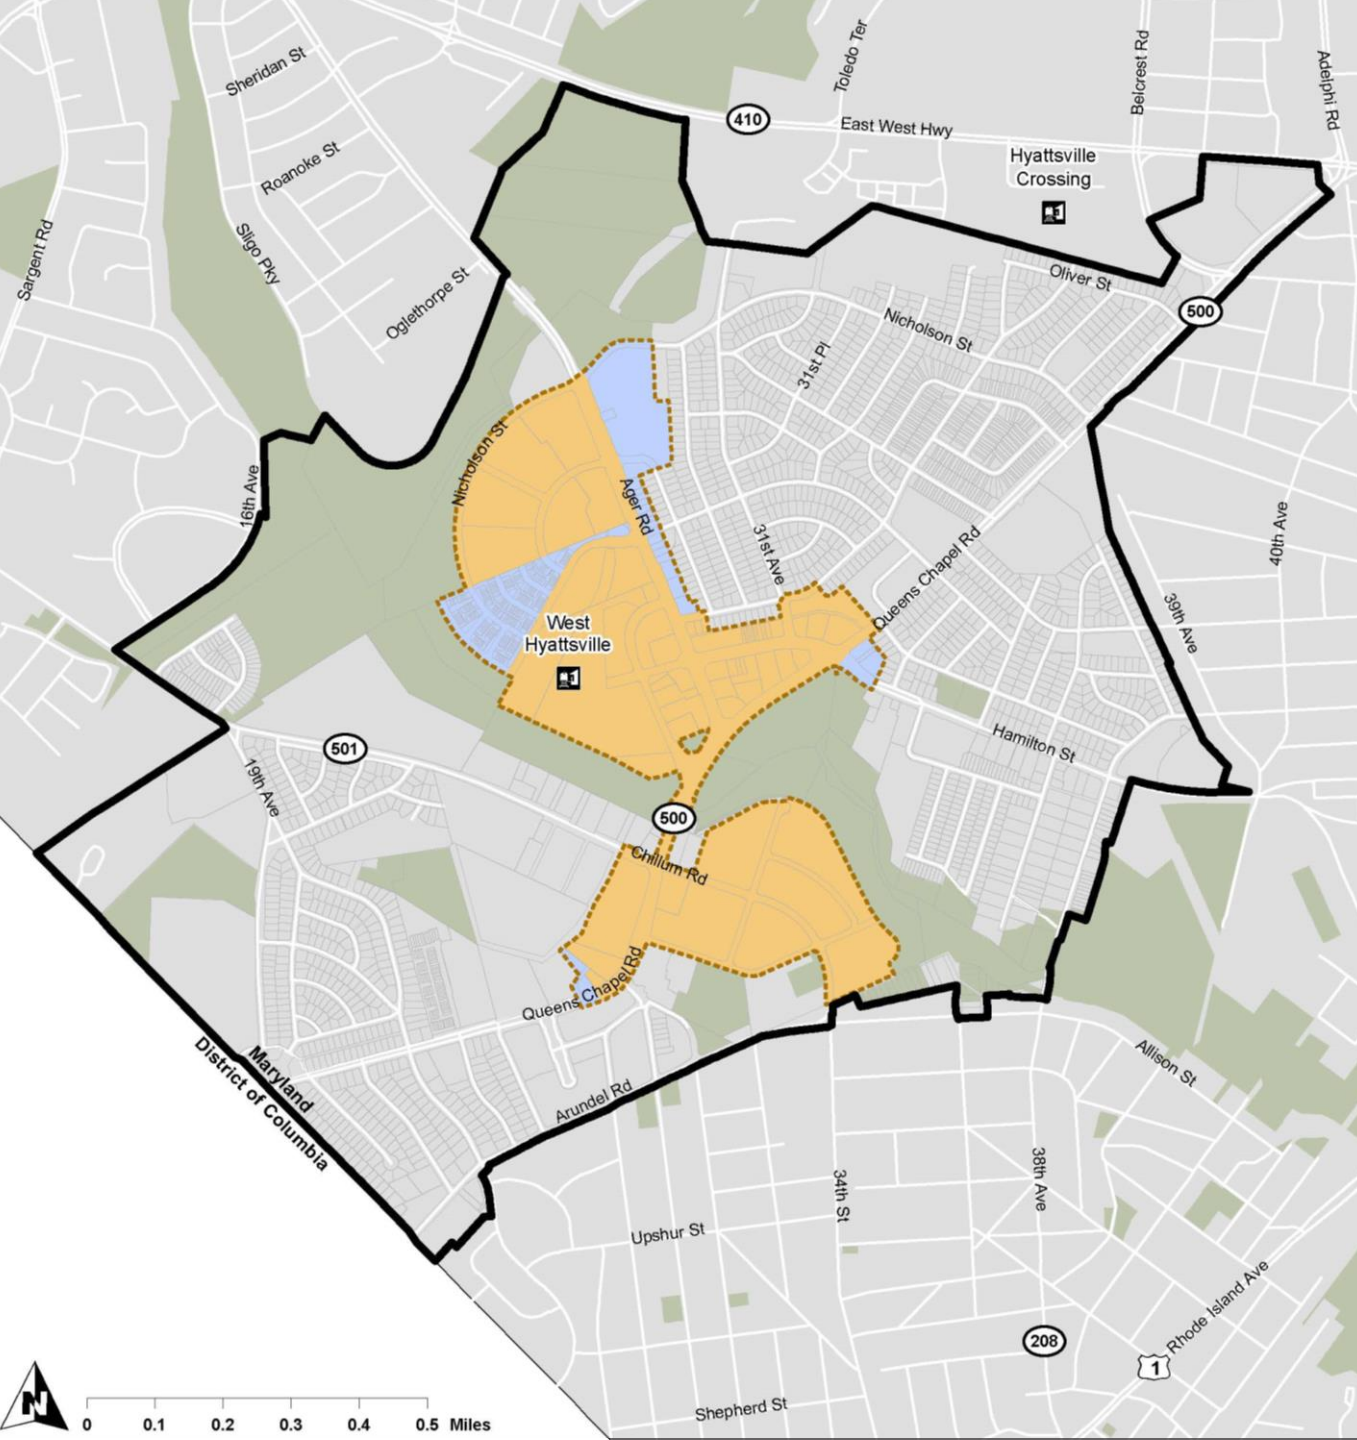 Toledo Ter
Belcrest Rd
Adelphi Rd
Sheridan St
410
East West Hwy
Roanoke St
Hyattsville
Crossing
Sargent Rd
Sligo Pky
Oglethorpe St
Oliver St
500
Nicholson St
31st Pl
Nicholson St
16th Ave
Ager Rd
31st Ave
Queens Chapel Rd
40th Ave
39th Ave
West
Hyattsville
501
Hamilton St
19th Ave
500
Chillum Rd
Queens Chapel Rd
Maryland
District of Columbia
Arundel Rd
Allison St
34th St
38th Ave
Upshur St
Rhode Island Ave
208
1
N
0 0.1 0.2 0.3 0.4 0.5 Miles
Shepherd St